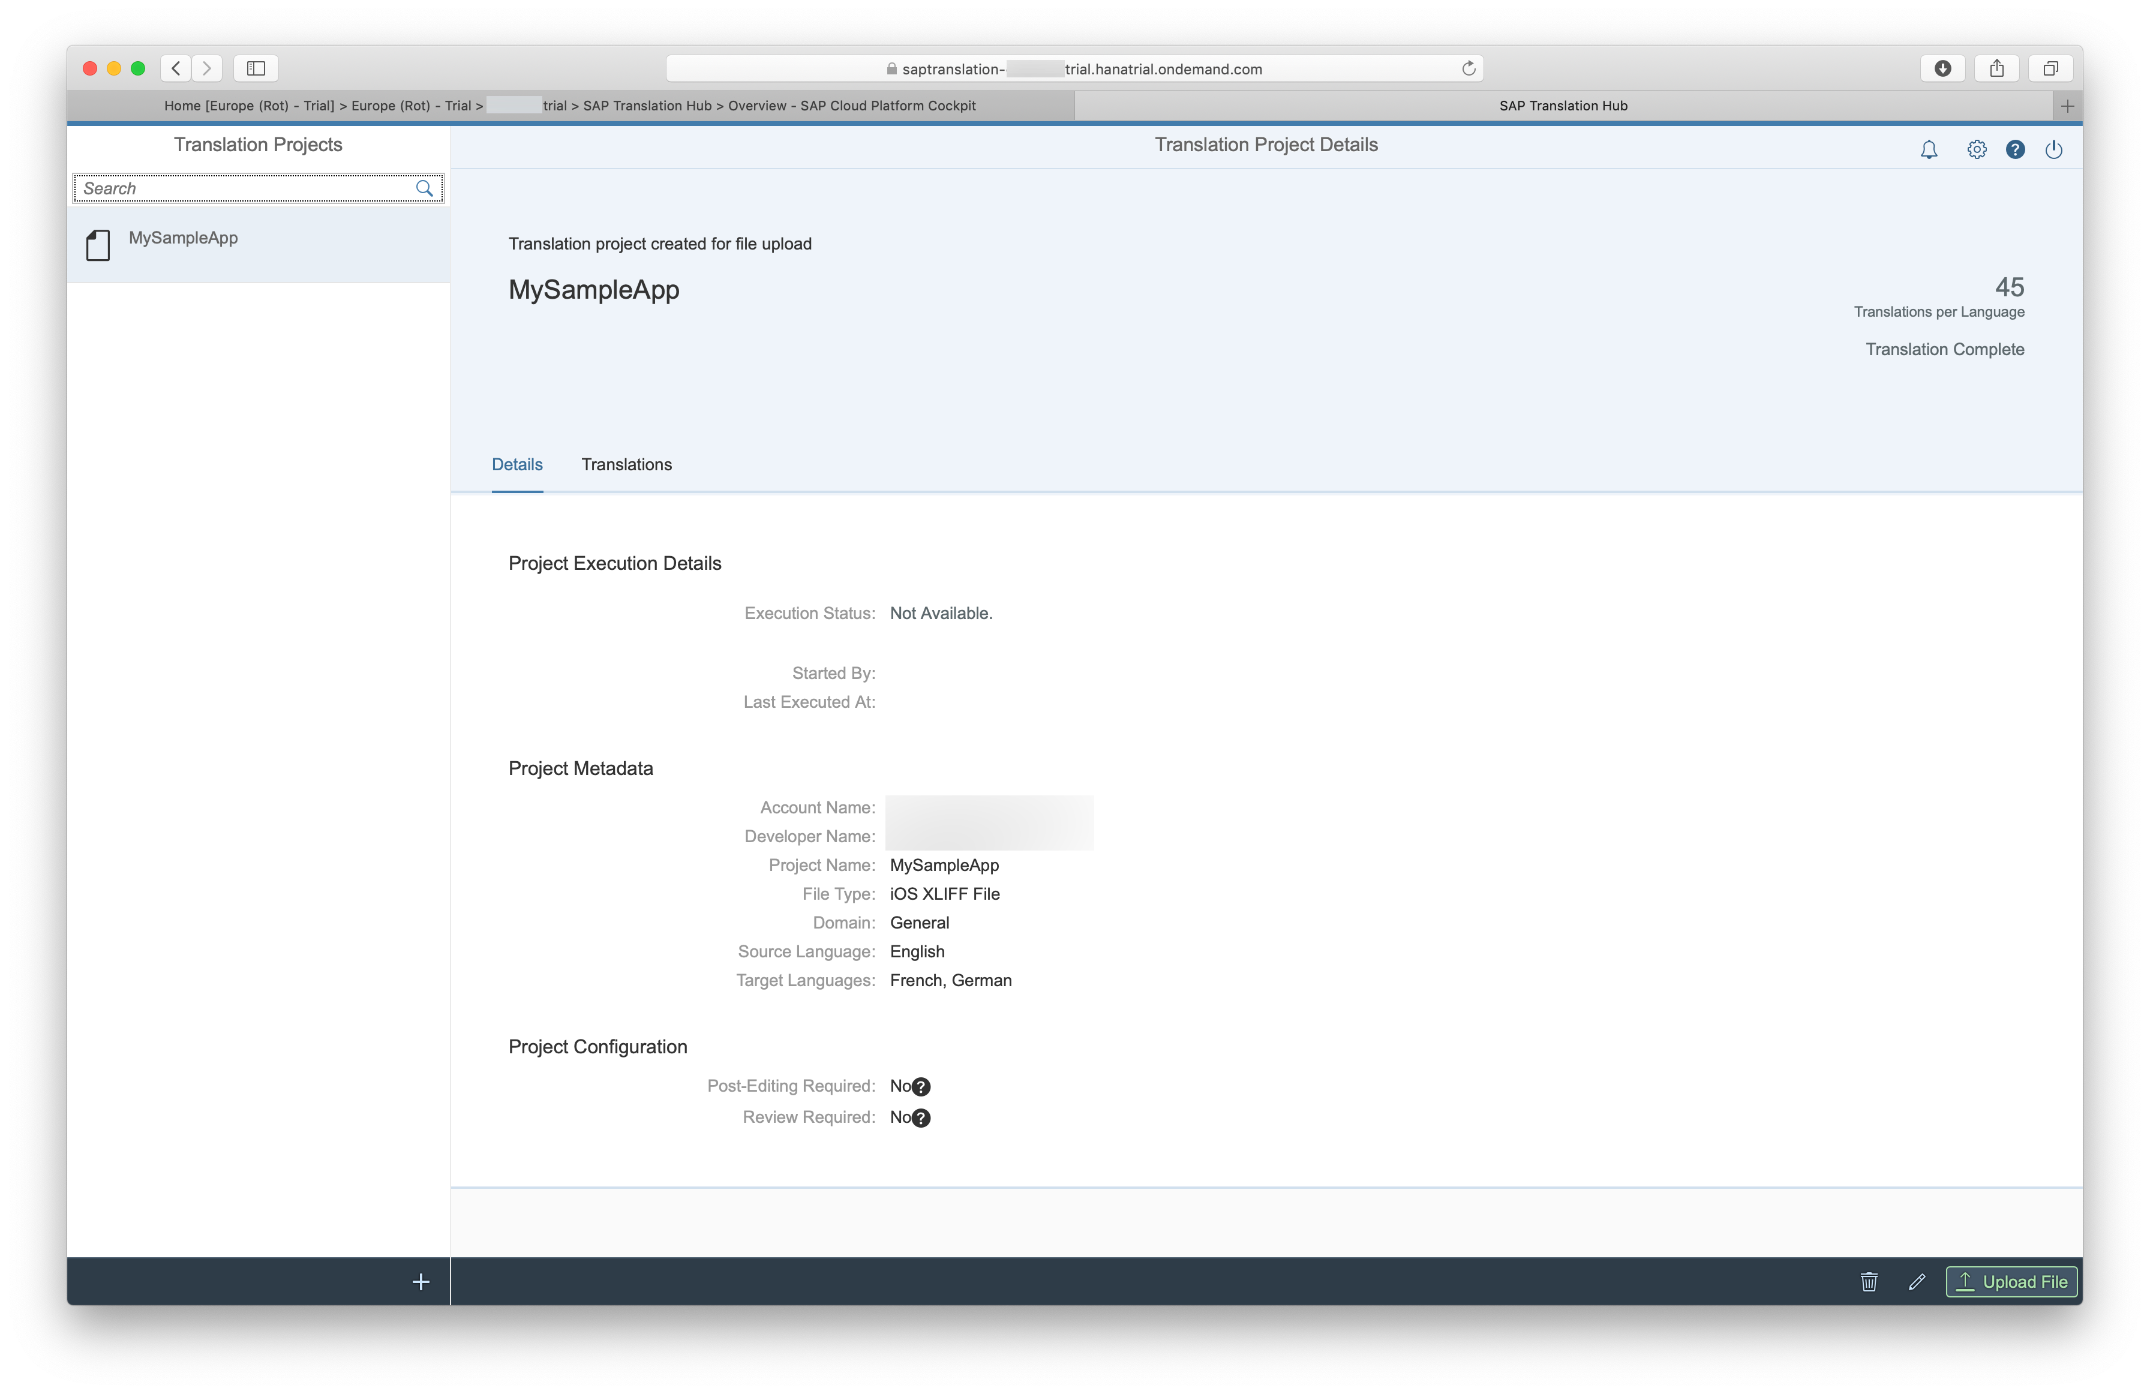 saptranslation- trial.hanatrial.ondemand.com
Home [Europe (Rot) - Trial] > Europe (Rot) - Trial > trial > SAP Translation Hub > Overview - SAP Cloud Platform Cockpit
SAP Translation Hub
Translation Projects
Translation Project Details
Search
MySampleApp
Translation project created for file upload
MySampleApp
45
Translations per Language
Translation Complete
Details
Translations
Project Execution Details
Execution Status: Not Available.
Started By:
Last Executed At:
Project Metadata
Account Name:
Developer Name:
Project Name: MySampleApp
File Type: iOS XLIFF File
Domain: General
Source Language: English
Target Languages: French, German
Project Configuration
Post-Editing Required: No
Review Required: No
Upload File